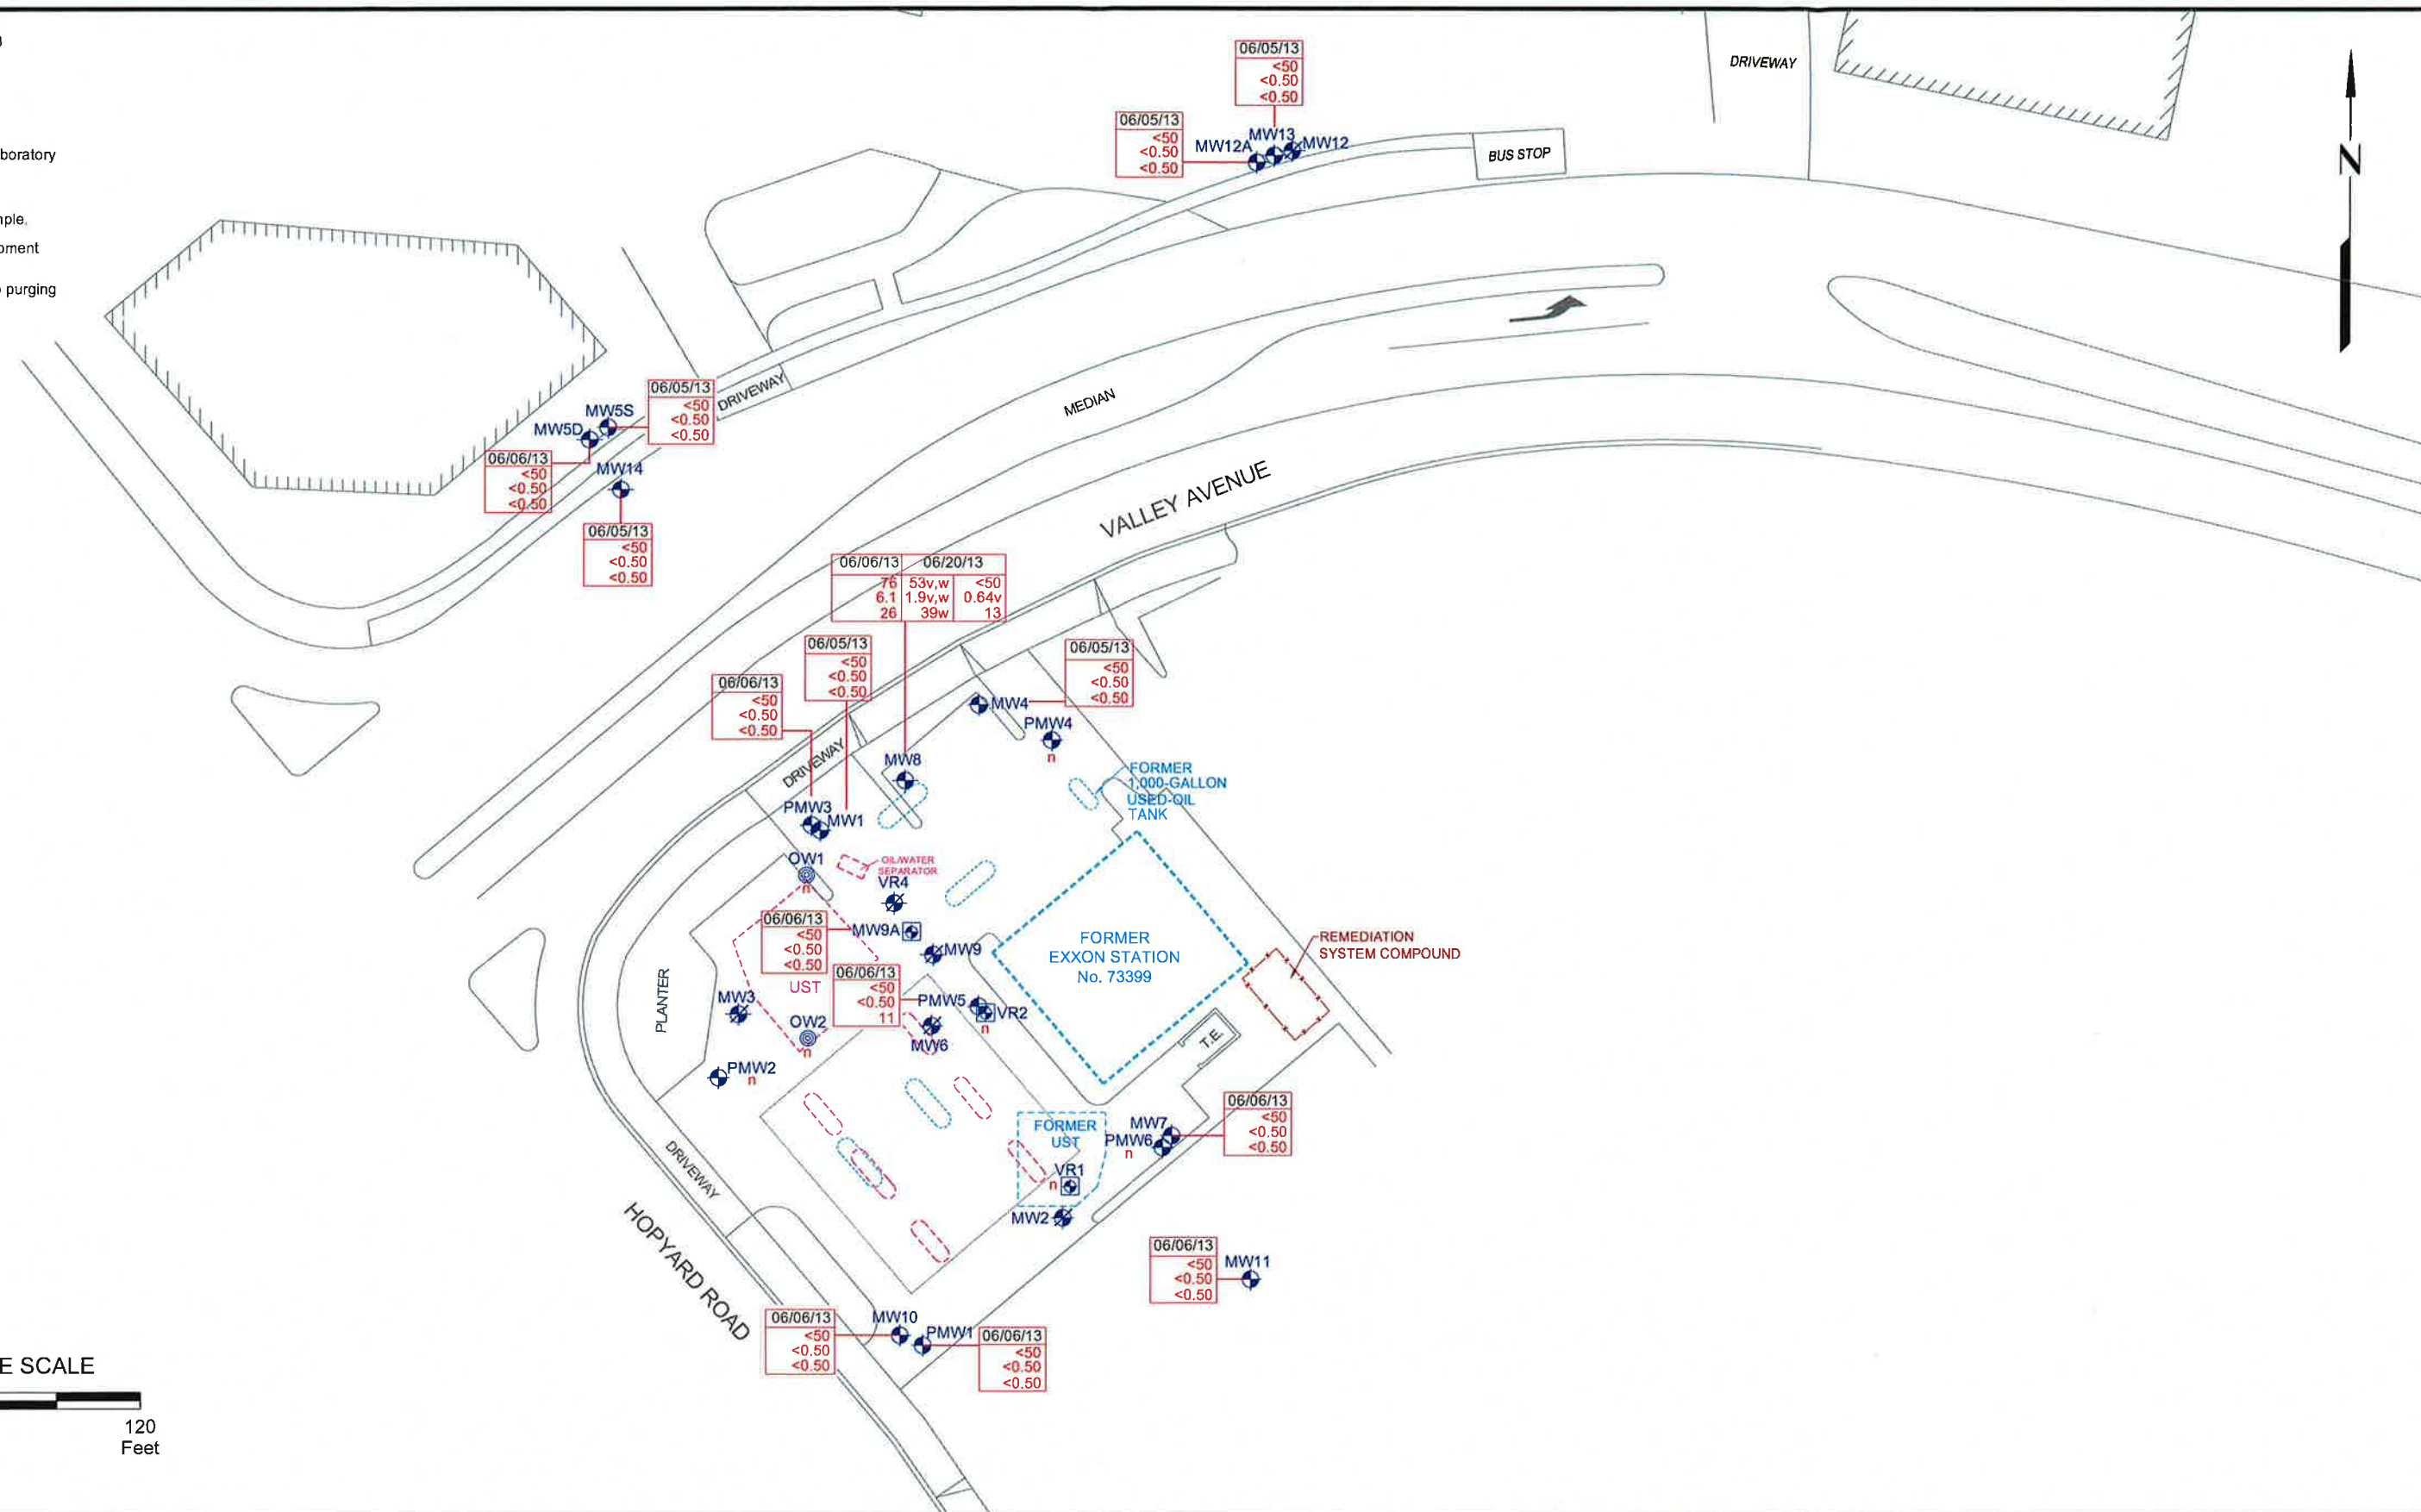 boratory
nple.
oment
purging
06/05/13
<50
<0.50
<0.50
06/05/13
<50
<0.50
<0.50
MW12A
MW13
MW12
BUS STOP
DRIVEWAY
N
06/05/13
<50
<0.50
<0.50
DRIVEWAY
MW5S
MW5D
06/06/13
<50
<0.50
<0.50
MW14
06/05/13
<50
<0.50
<0.50
MEDIAN
VALLEY AVENUE
06/06/13 06/20/13
76 53v,w <50
6.1 1.9v,w 0.64v
26 39w 13
06/05/13
<50
<0.50
<0.50
06/06/13
<50
<0.50
<0.50
06/05/13
<50
<0.50
<0.50
MW4
PMW4
n
MW8
DRIVEWAY
FORMER
1,000-GALLON
USED-OIL
TANK
PMW3
MW1
OW1
n
OIL/WATER
SEPARATOR
VR4
06/06/13
<50
<0.50
<0.50
MW9A
MW9
FORMER
EXXON STATION
No. 73399
REMEDIATION
SYSTEM COMPOUND
06/06/13
<50
<0.50
11
UST
PMW5
VR2
n
PLANTER
MW3
OW2
n
MW6
T.E.
PMW2
n
06/06/13
<50
<0.50
<0.50
FORMER
UST
MW7
PMW6
n
VR1
n
MW2
DRIVEWAY
HOPYARD ROAD
06/06/13
<50
<0.50
<0.50
MW11
06/06/13
<50
<0.50
<0.50
MW10
PMW1
06/06/13
<50
<0.50
<0.50
E SCALE
120
Feet